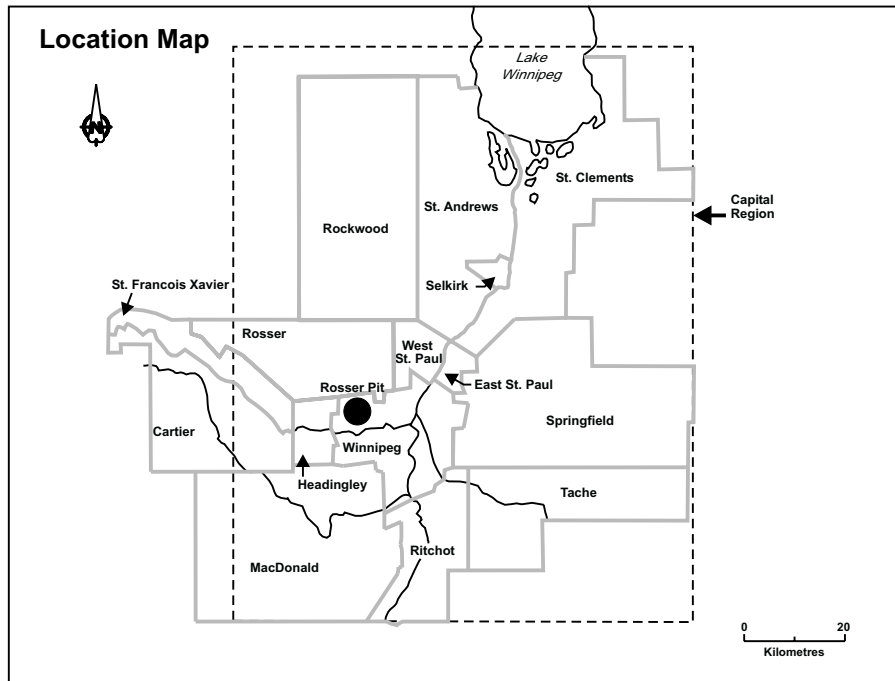 Location Map
Lake
Winnipeg
N
St. Clements
Capital
Region
St. Andrews
Rockwood
St. Francois Xavier
Selkirk
Rosser
West
St. Paul
Rosser Pit
East St. Paul
Springfield
Cartier
Winnipeg
Headingley
Tache
Ritchot
MacDonald
0 20
Kilometres